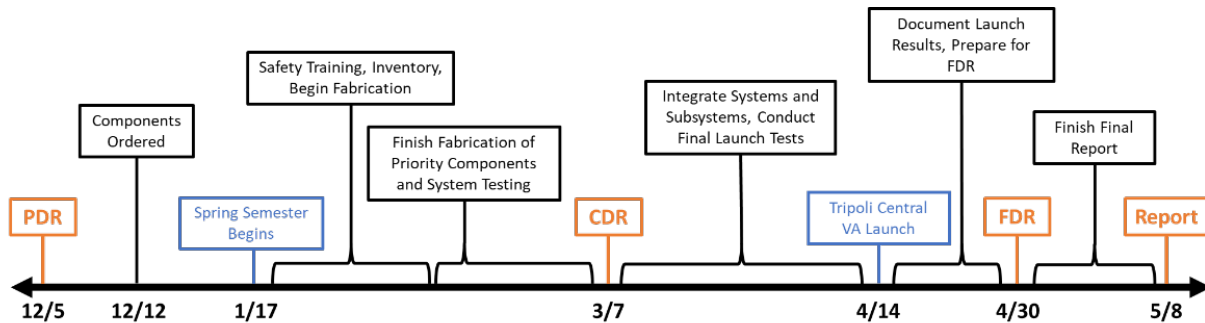 Document Launch
Results, Prepare for
FDR
Safety Training, Inventory,
Begin Fabrication
Integrate Systems and
Subsystems, Conduct
Final Launch Tests
Components
Ordered
Finish Fabrication of
Priority Components
and System Testing
Finish Final
Report
PDR
Spring Semester
Begins
CDR
Tripoli Central
VA Launch
FDR
Report
12/5
12/12
1/17
3/7
4/14
4/30
5/8